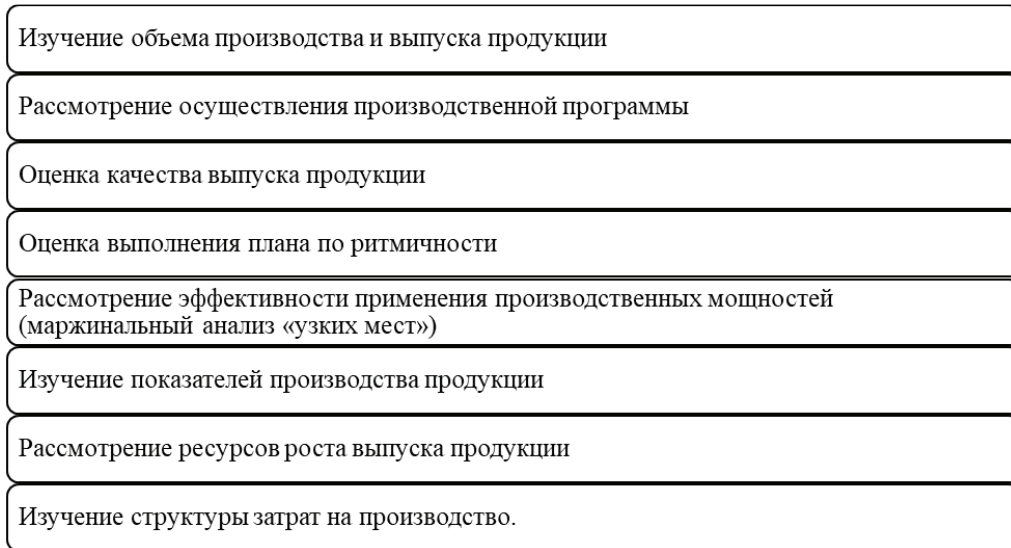 Изучение объема производства и выпуска продукции
Рассмотрение осуществления производственной программы
Оценка качества выпуска продукции
Оценка выполнения плана по ритмичности
Рассмотрение эффективности применения производственных мощностей
(маржинальный анализ «узких мест»)
Изучение показателей производства продукции
Рассмотрение ресурсов роста выпуска продукции
Изучение структуры затрат на производство.